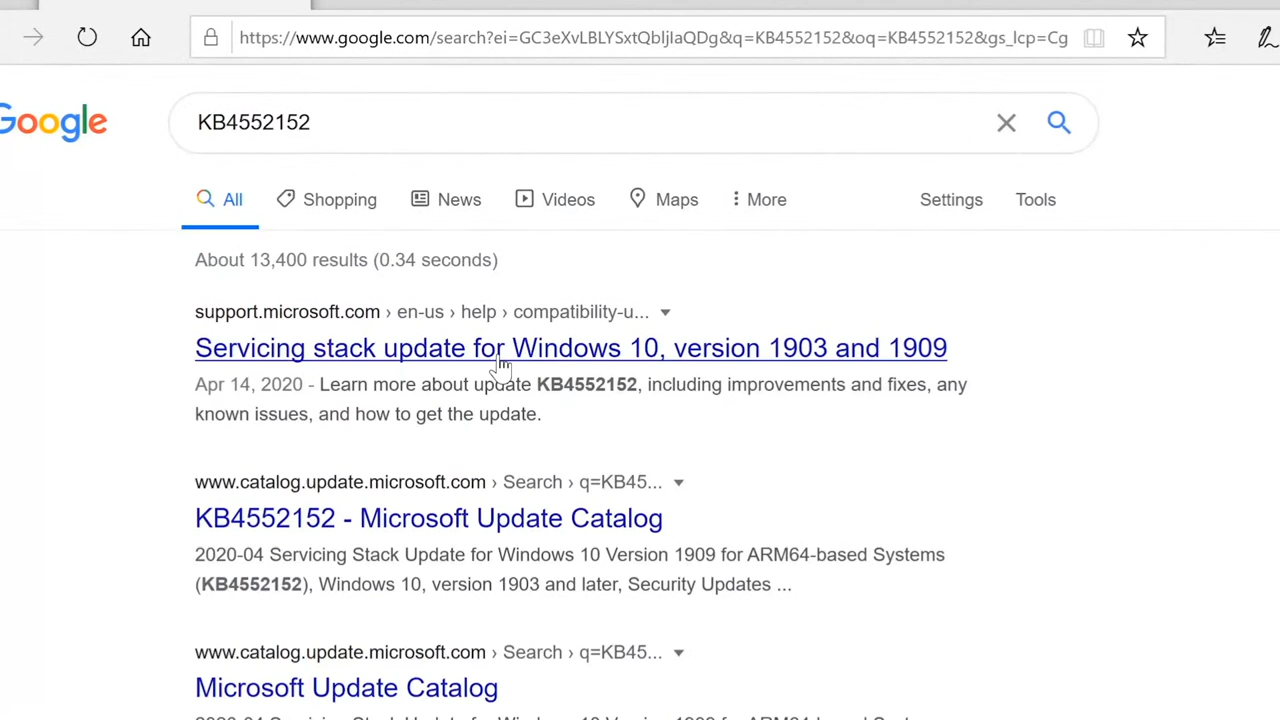 https://www.google.com/search?ei=GC3eXvLBLYSxtQbljIaQDg&q=KB4552152&oq=KB4552152&gs_lcp=Cg
Google
KB4552152
All Shopping News Videos Maps More Settings Tools
About 13,400 results (0.34 seconds)
support.microsoft.com › en-us › help › compatibility-u...
Servicing stack update for Windows 10, version 1903 and 1909
Apr 14, 2020 - Learn more about update KB4552152, including improvements and fixes, any
known issues, and how to get the update.
www.catalog.update.microsoft.com › Search › q=KB45...
KB4552152 - Microsoft Update Catalog
2020-04 Servicing Stack Update for Windows 10 Version 1909 for ARM64-based Systems
(KB4552152), Windows 10, version 1903 and later, Security Updates ...
www.catalog.update.microsoft.com › Search › q=KB45...
Microsoft Update Catalog